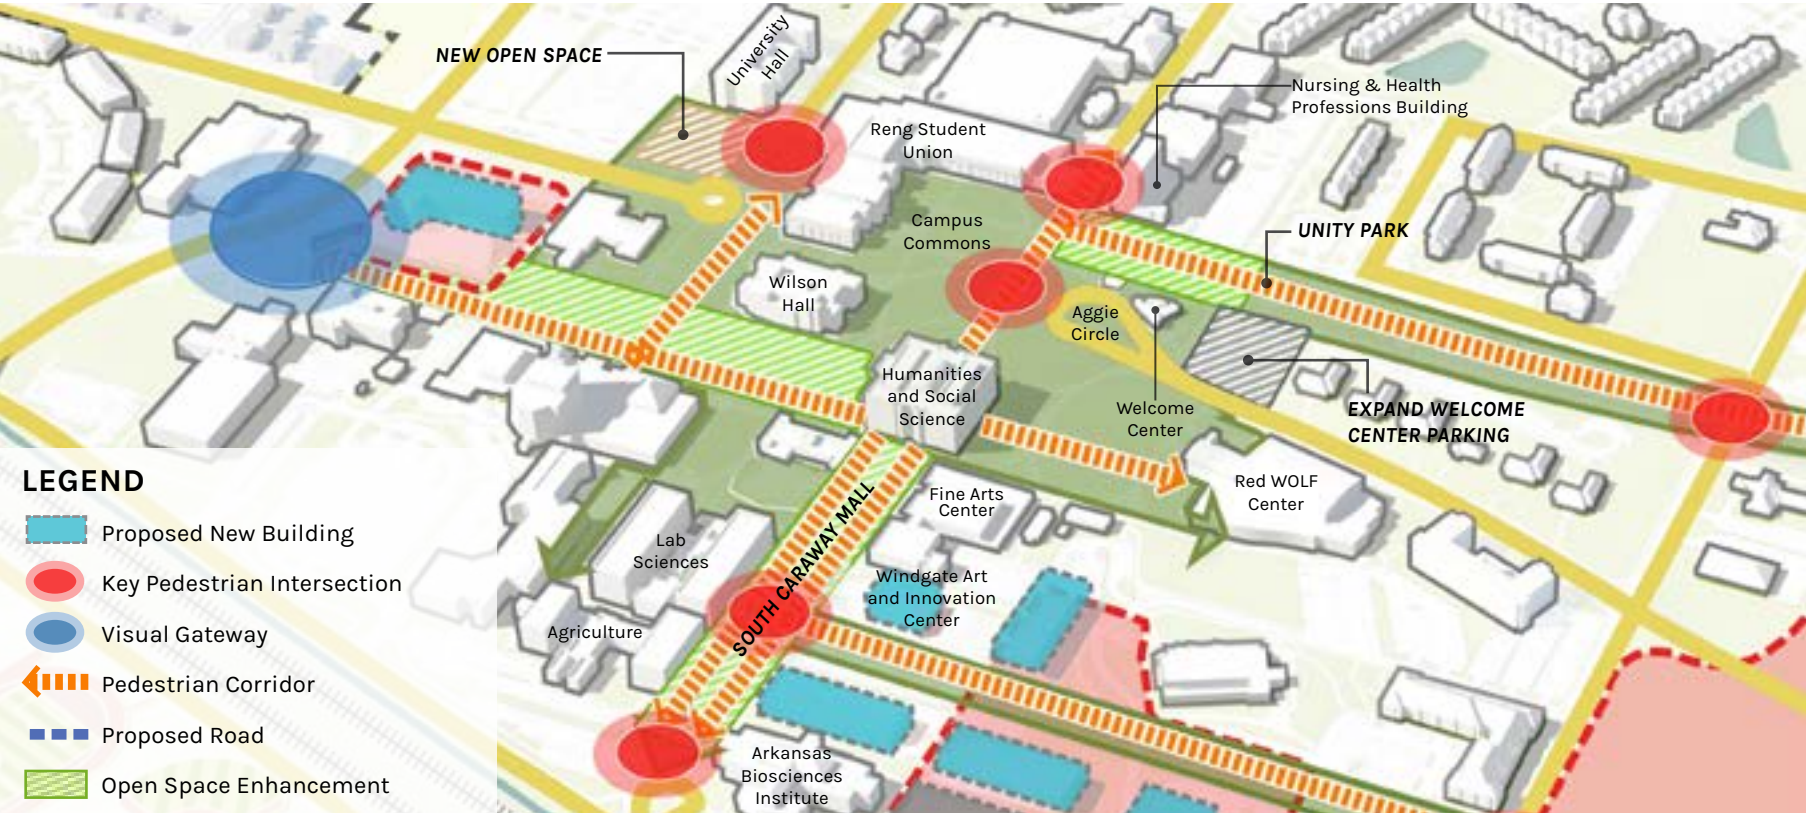 NEW OPEN SPACE
University
Hall
Nursing & Health
Professions Building
Reng Student
Union
Campus
Commons
UNITY PARK
Wilson
Hall
Aggie
Circle
Humanities
and Social
Science
Welcome
Center
EXPAND WELCOME
CENTER PARKING
Red WOLF
Center
Fine Arts
Center
SOUTH CARAWAY MALL
Lab
Sciences
Windgate Art
and Innovation
Center
Agriculture
Arkansas
Biosciences
Institute
LEGEND
Proposed New Building
Key Pedestrian Intersection
Visual Gateway
Pedestrian Corridor
Proposed Road
Open Space Enhancement